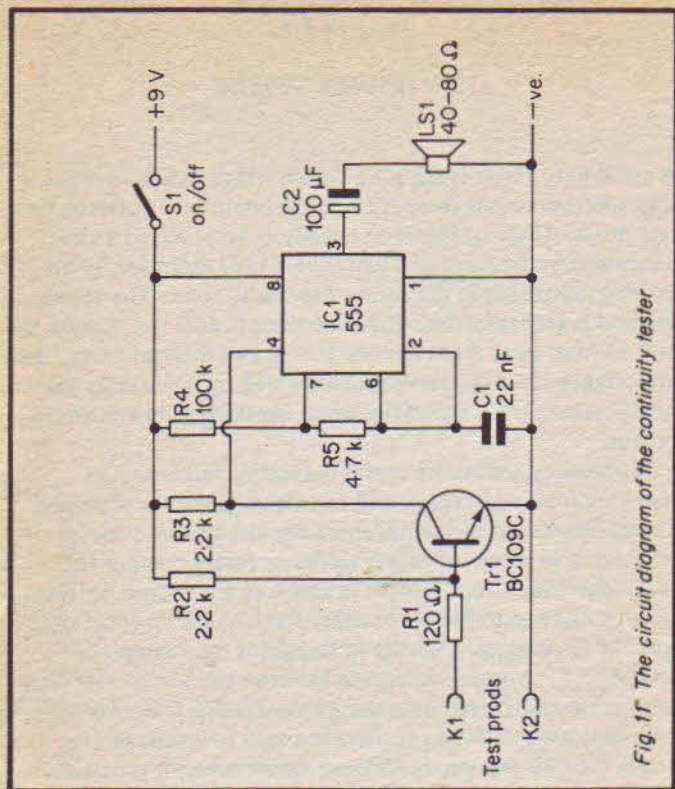 +9 V
S1
on/off
R2
2·2 k
R3
2·2 k
R4
100 k
R5
4·7 k
4
8
7
6
2
1
3
IC1
555
C2
100 µF
LS1
40–80 Ω
C1
22 nF
Tr1
BC109C
R1
120 Ω
K1
Test prods
K2
—ve.
Fig. 11 The circuit diagram of the continuity tester